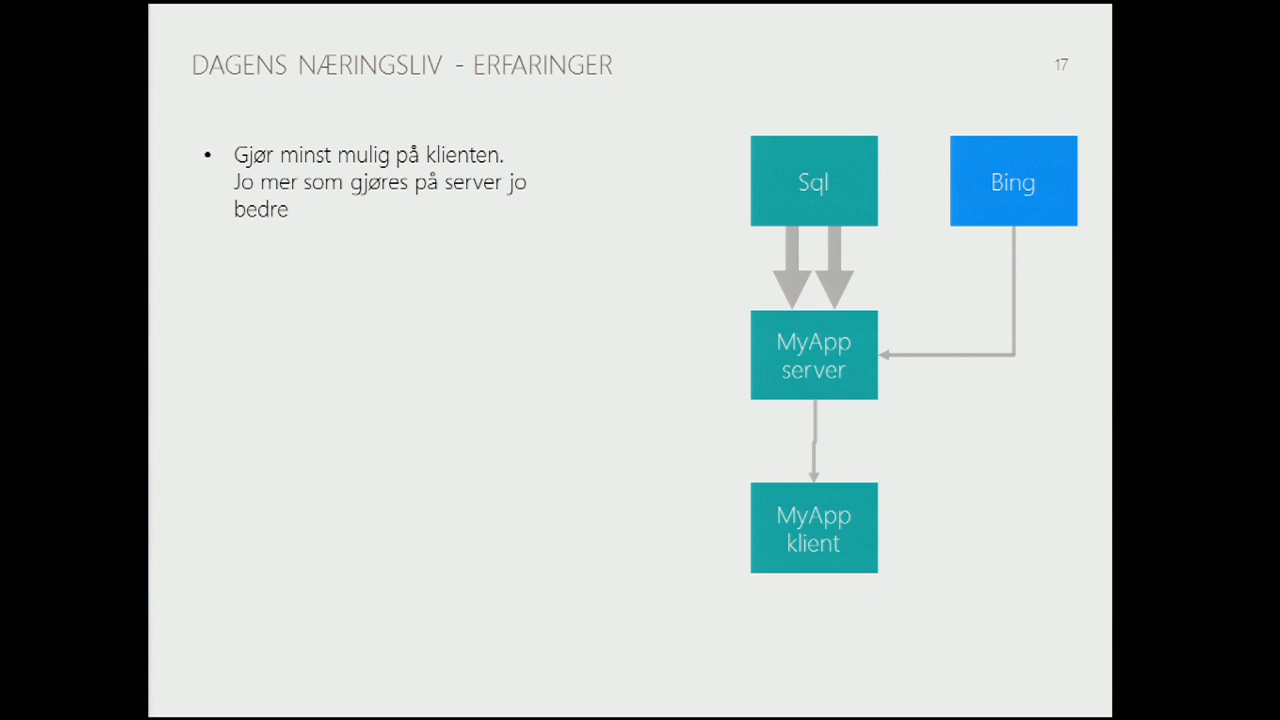 DAGENS NÆRINGSLIV - ERFARINGER
17
• Gjør minst mulig på klienten.
Jo mer som gjøres på server jo
bedre
Sql
Bing
MyApp
server
MyApp
klient